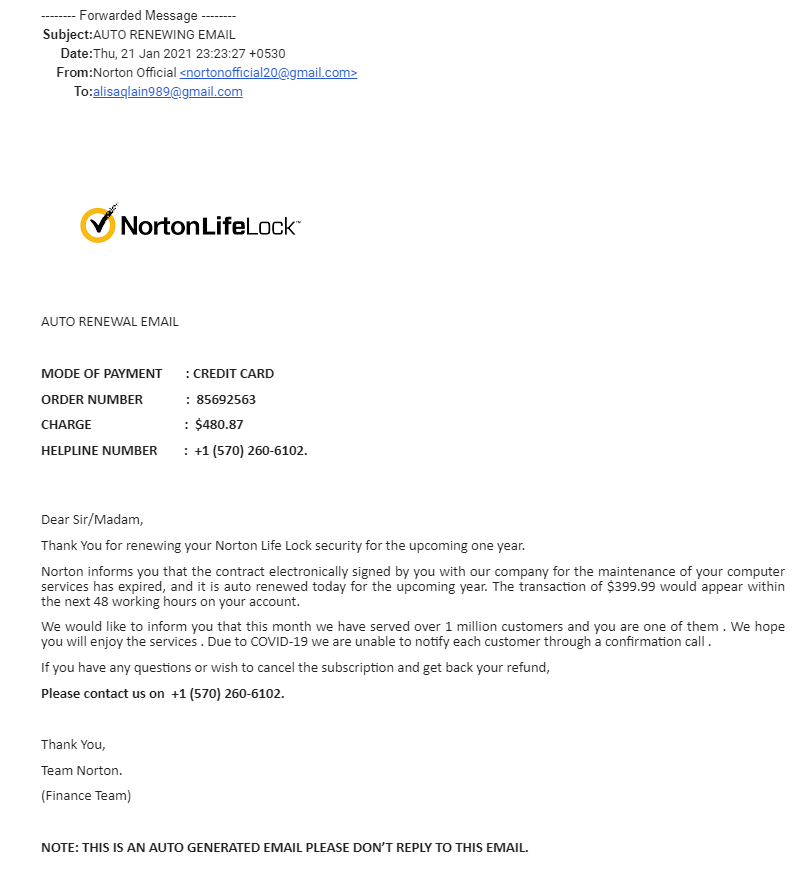 -------- Forwarded Message --------
Subject:AUTO RENEWING EMAIL
Date:Thu, 21 Jan 2021 23:23:27 +0530
From:Norton Official <nortonofficial20@gmail.com>
To:alisaqlain989@gmail.com
NortonLifeLock™
AUTO RENEWAL EMAIL
MODE OF PAYMENT : CREDIT CARD
ORDER NUMBER : 85692563
CHARGE : $480.87
HELPLINE NUMBER : +1 (570) 260-6102.
Dear Sir/Madam,
Thank You for renewing your Norton Life Lock security for the upcoming one year.
Norton informs you that the contract electronically signed by you with our company for the maintenance of your computer
services has expired, and it is auto renewed today for the upcoming year. The transaction of $399.99 would appear within
the next 48 working hours on your account.
We would like to inform you that this month we have served over 1 million customers and you are one of them . We hope
you will enjoy the services . Due to COVID-19 we are unable to notify each customer through a confirmation call .
If you have any questions or wish to cancel the subscription and get back your refund,
Please contact us on +1 (570) 260-6102.
Thank You,
Team Norton.
(Finance Team)
NOTE: THIS IS AN AUTO GENERATED EMAIL PLEASE DON'T REPLY TO THIS EMAIL.